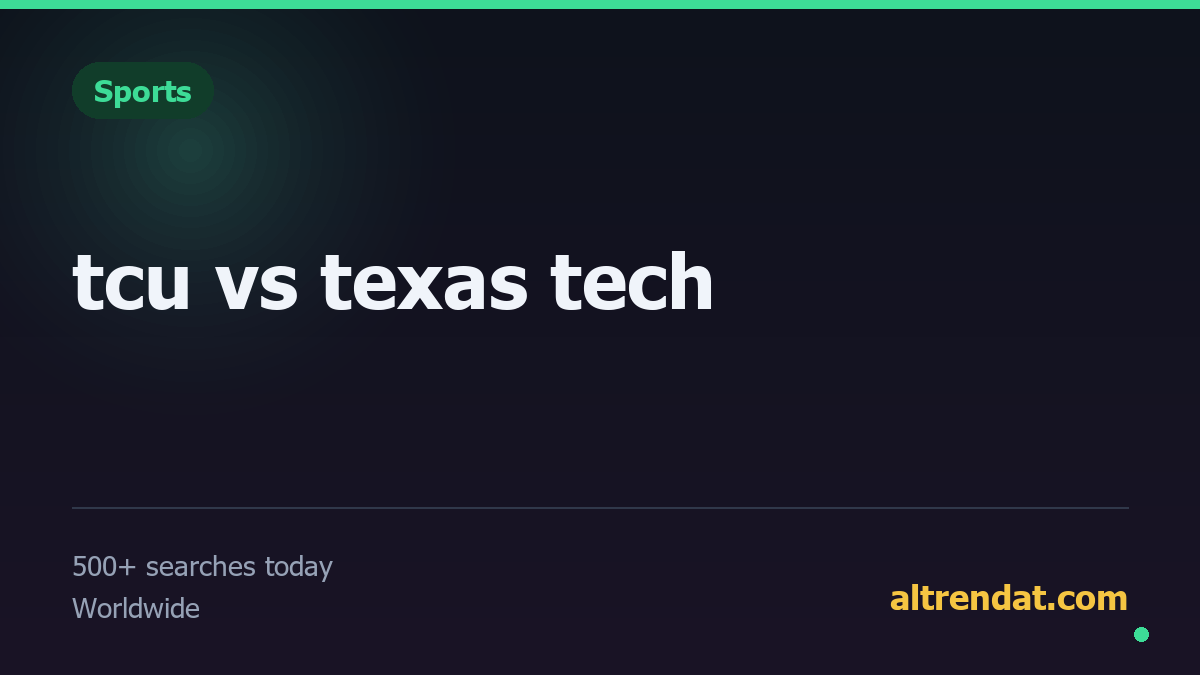 Sports
tcu vs texas tech
500+ searches today
Worldwide
altrendat.com